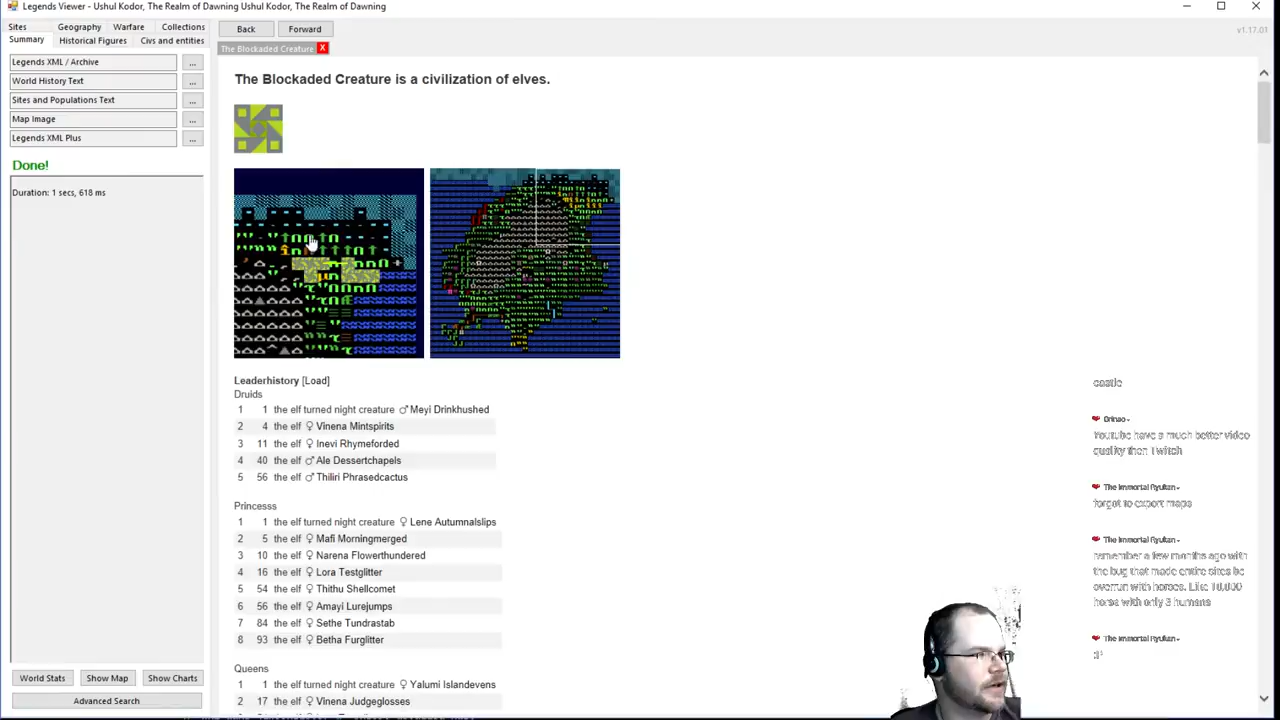 Legends Viewer - Ushul Kodor, The Realm of Dawning Ushul Kodor, The Realm of Dawning
Sites Geography Warfare Collections
Summary Historical Figures Civs and entities
Back Forward
v1.17.01
The Blockaded Creature X
Legends XML / Archive ...
World History Text ...
Sites and Populations Text ...
Map Image ...
Legends XML Plus ...
Done!
Duration: 1 secs, 618 ms
The Blockaded Creature is a civilization of elves.
Leaderhistory [Load]
Druids
1 1 the elf turned night creature ♂ Meyi Drinkhushed
2 4 the elf ♀ Vinena Mintspirits
3 11 the elf ♀ Inevi Rhymeforded
4 40 the elf ♂ Ale Dessertchapels
5 56 the elf ♂ Thiliri Phrasedcactus
Princesss
1 1 the elf turned night creature ♀ Lene Autumnalslips
2 5 the elf ♀ Mafi Morningmerged
3 10 the elf ♀ Narena Flowerthundered
4 16 the elf ♀ Lora Testglitter
5 54 the elf ♀ Thithu Shellcomet
6 56 the elf ♀ Amayi Lurejumps
7 84 the elf ♀ Sethe Tundrastab
8 93 the elf ♀ Betha Furglitter
Queens
1 1 the elf turned night creature ♀ Yalumi Islandevens
2 17 the elf ♀ Vinena Judgeglosses
castle
Youtube have a much better video
quality then Twitch
The Immortal Ryukan
forgot to export maps
The Immortal Ryukan
remember a few months ago with
the bug that made entire sites be
overrun with horses. Like 10,000
horse with only 3 humans
The Immortal Ryukan
World Stats Show Map Show Charts
Advanced Search